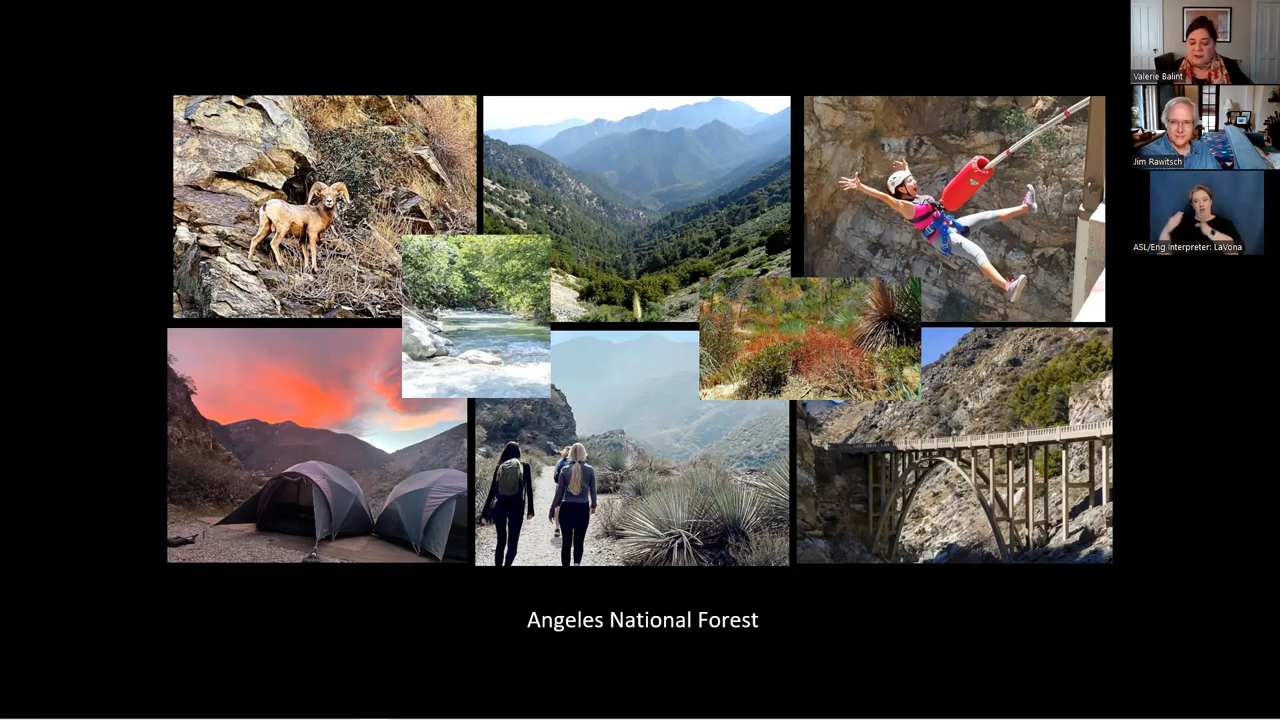 Valerie Balint
Jim Rawitsch
ASL/Eng Interpreter: LaVona
Angeles National Forest